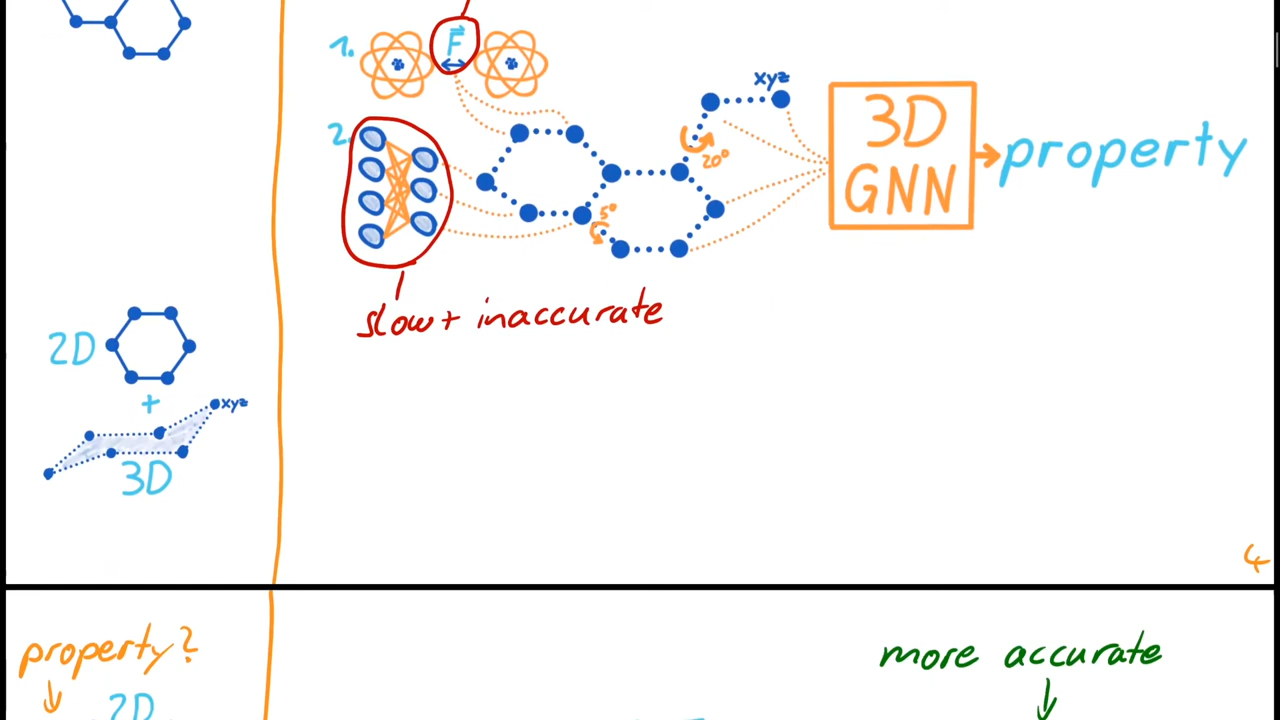 1.
F
2.
xyz
20°
5°
3D
GNN
property
slow + inaccurate
2D
+
xyz
3D
4
property?
2D
more accurate